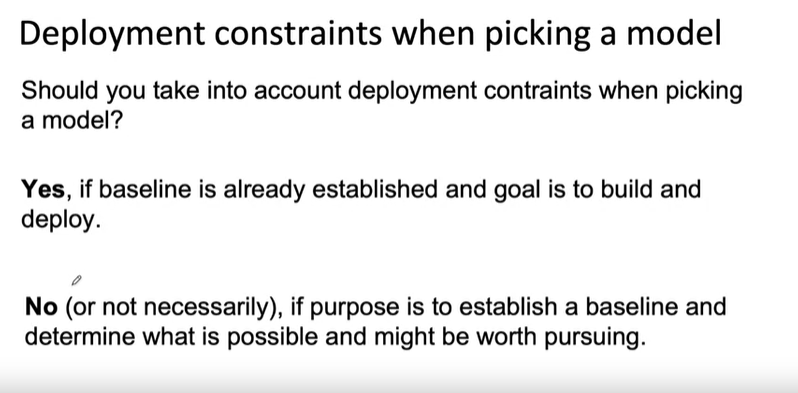 Deployment constraints when picking a model
Should you take into account deployment contraints when picking
a model?
Yes, if baseline is already established and goal is to build and
deploy.
No (or not necessarily), if purpose is to establish a baseline and
determine what is possible and might be worth pursuing.